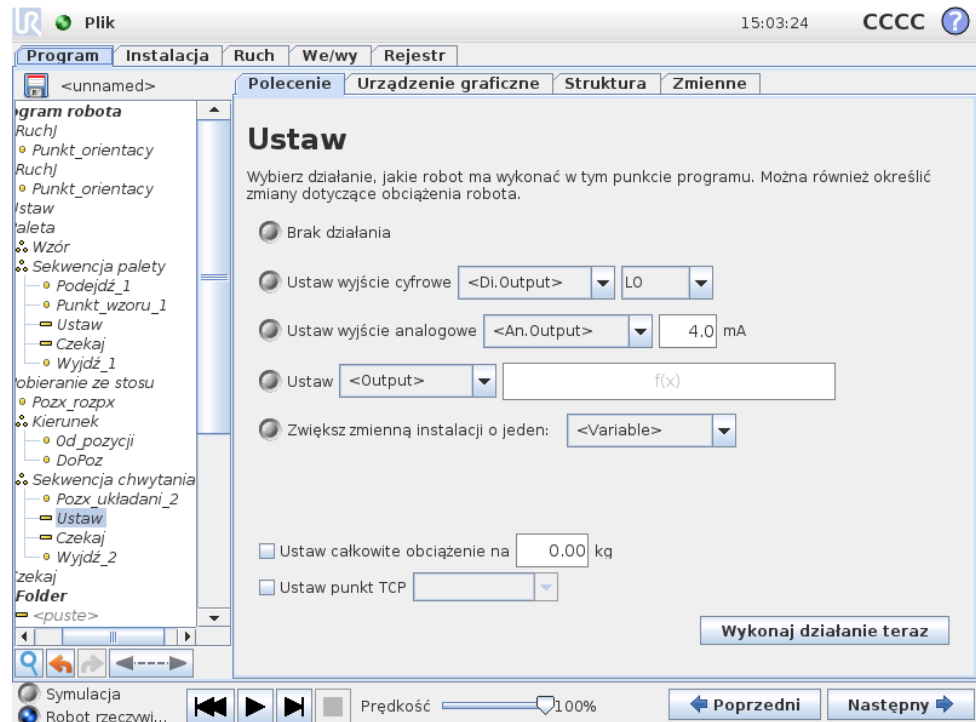 UR Plik 15:03:24 CCCC ?
Program Instalacja Ruch We/wy Rejestr
<unnamed>
Polecenie Urządzenie graficzne Struktura Zmienne
ogram robota
RuchJ
Punkt_orientacy
RuchJ
Punkt_orientacy
Istaw
aleta
Wzór
Sekwencja palety
Podejdź_1
Punkt_wzoru_1
Ustaw
Czekaj
Wyjdź_1
obieranie ze stosu
Pozx_rozpx
Kierunek
Od_pozycji
DoPoz
Sekwencja chwytania
Pozx_układani_2
Ustaw
Czekaj
Wyjdź_2
zekaj
Folder
<puste>
Ustaw
Wybierz działanie, jakie robot ma wykonać w tym punkcie programu. Można również określić
zmiany dotyczące obciążenia robota.
Brak działania
Ustaw wyjście cyfrowe <Di.Output> LO
Ustaw wyjście analogowe <An.Output> 4.0 mA
Ustaw <Output> f(x)
Zwiększ zmienną instalacji o jeden: <Variable>
Ustaw całkowite obciążenie na 0.00 kg
Ustaw punkt TCP
Wykonaj działanie teraz
Symulacja
Robot rzeczywi...
Prędkość 100%
Poprzedni Następny